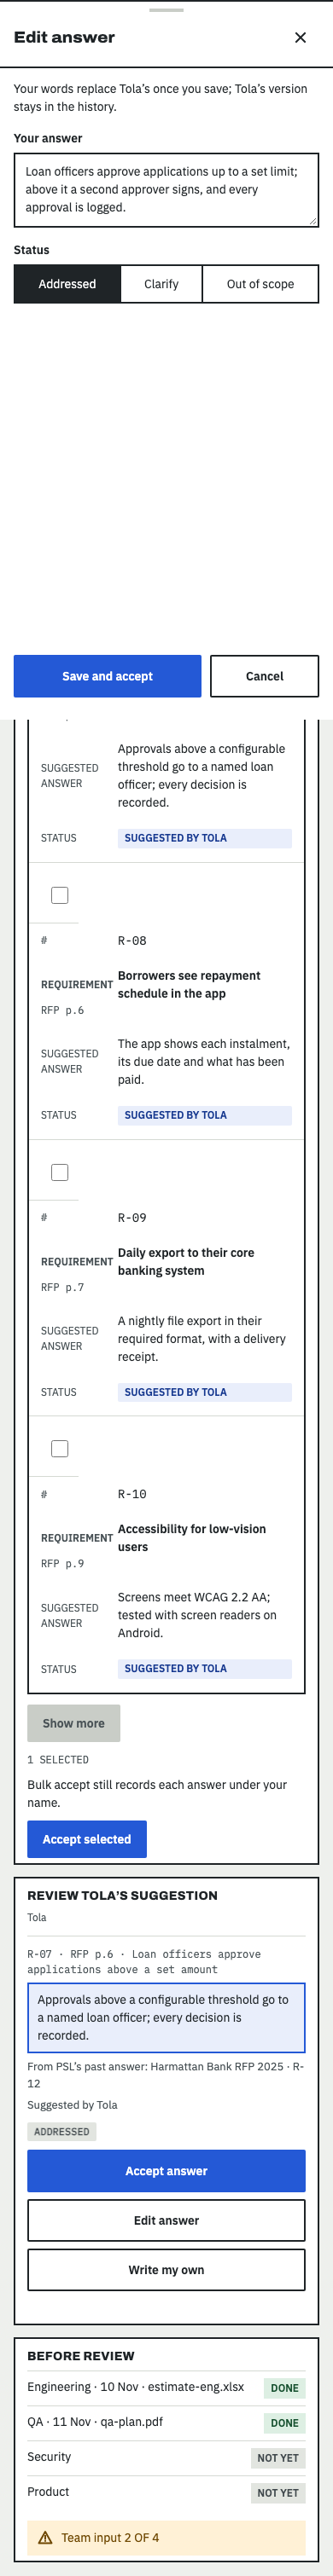 Edit answer
Your words replace Tola's once you save; Tola's version
stays in the history.
Your answer
Loan officers approve applications up to a set limit;
above it a second approver signs, and every
approval is logged.
Status
Addressed
Clarify
Out of scope
Save and accept
Cancel
SUGGESTED
ANSWER
Approvals above a configurable
threshold go to a named loan
officer; every decision is
recorded.
STATUS
SUGGESTED BY TOLA
#
R-08
REQUIREMENT
RFP p.6
Borrowers see repayment
schedule in the app
SUGGESTED
ANSWER
The app shows each instalment,
its due date and what has been
paid.
STATUS
SUGGESTED BY TOLA
#
R-09
REQUIREMENT
RFP p.7
Daily export to their core
banking system
SUGGESTED
ANSWER
A nightly file export in their
required format, with a delivery
receipt.
STATUS
SUGGESTED BY TOLA
#
R-10
REQUIREMENT
RFP p.9
Accessibility for low-vision
users
SUGGESTED
ANSWER
Screens meet WCAG 2.2 AA;
tested with screen readers on
Android.
STATUS
SUGGESTED BY TOLA
Show more
1 SELECTED
Bulk accept still records each answer under your
name.
Accept selected
REVIEW TOLA'S SUGGESTION
Tola
R-07 · RFP p.6 · Loan officers approve
applications above a set amount
Approvals above a configurable threshold go to
a named loan officer; every decision is
recorded.
From PSL's past answer: Harmattan Bank RFP 2025 · R-
12
Suggested by Tola
ADDRESSED
Accept answer
Edit answer
Write my own
BEFORE REVIEW
Engineering · 10 Nov · estimate-eng.xlsx
DONE
QA · 11 Nov · qa-plan.pdf
DONE
Security
NOT YET
Product
NOT YET
Team input 2 OF 4